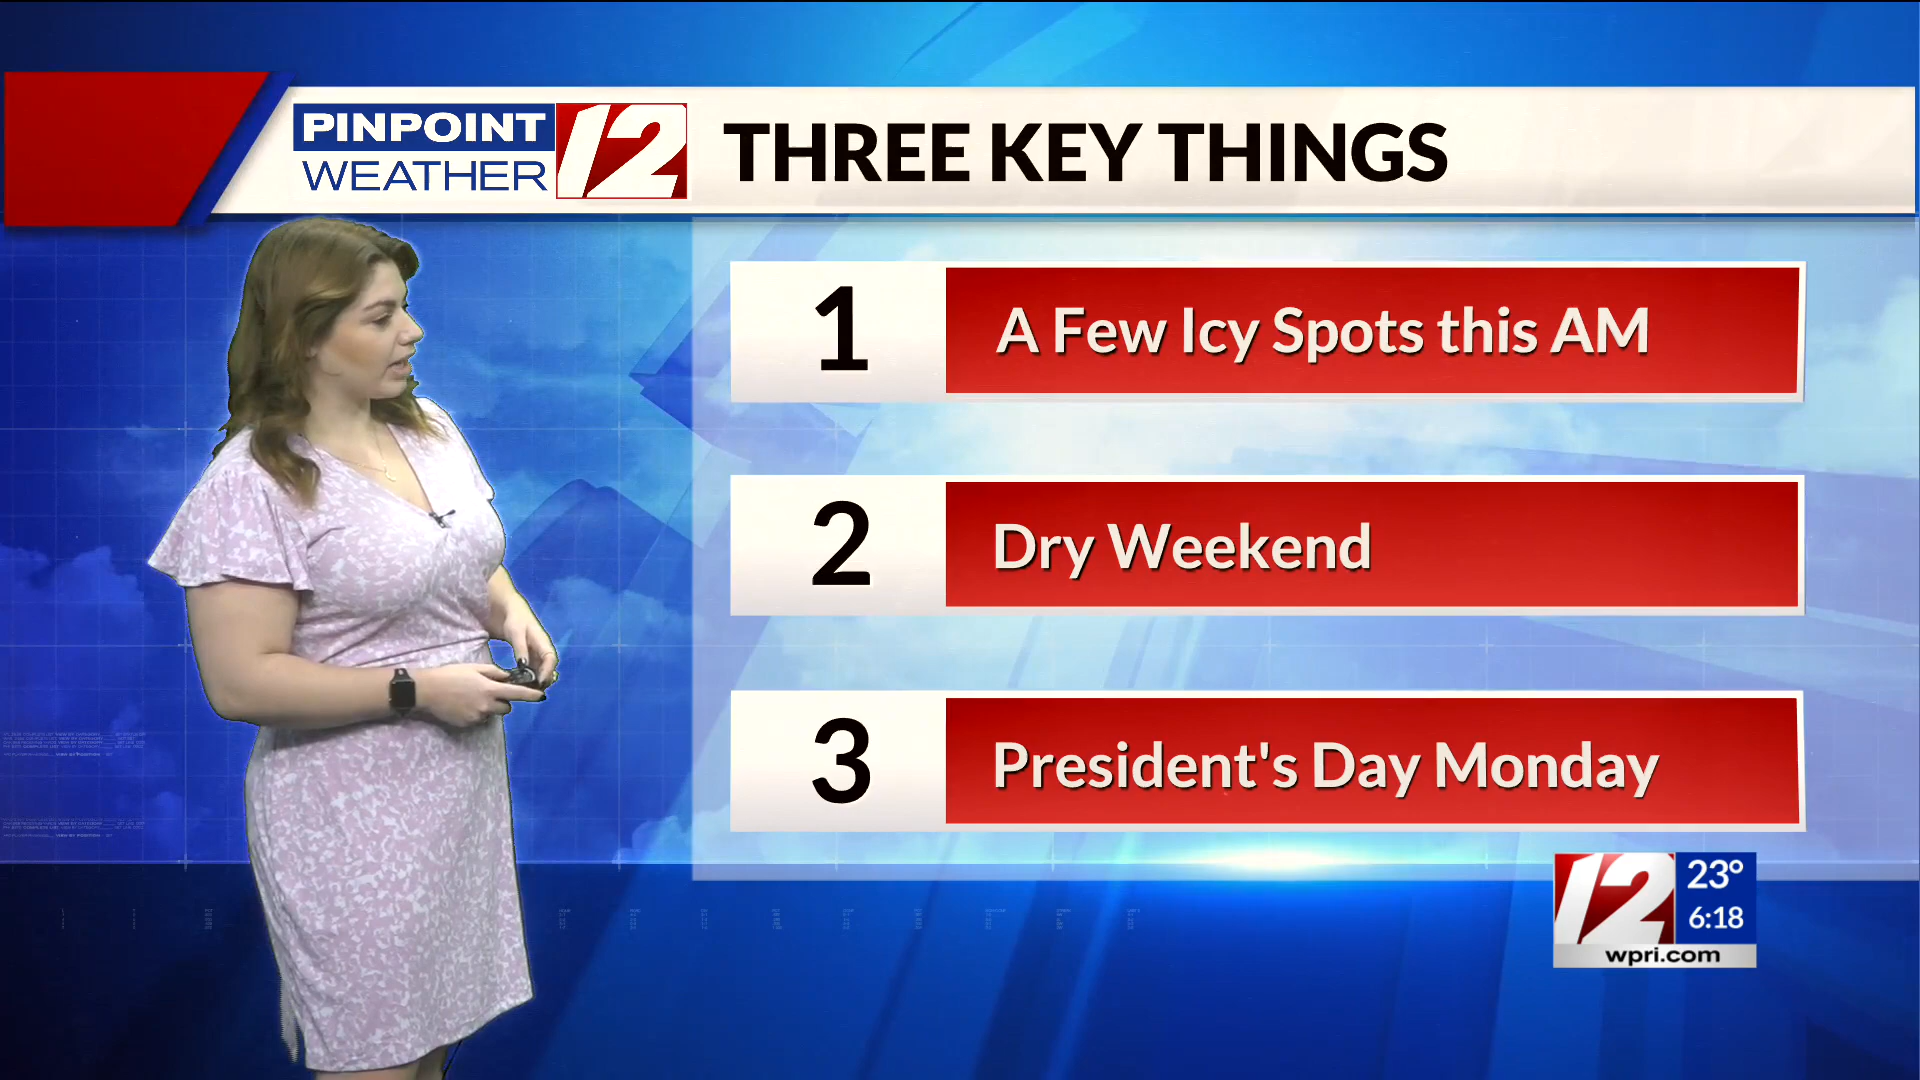 PINPOINT
WEATHER
12
THREE KEY THINGS
1
A Few Icy Spots this AM
2
Dry Weekend
3
President's Day Monday
12
23°
6:18
wpri.com